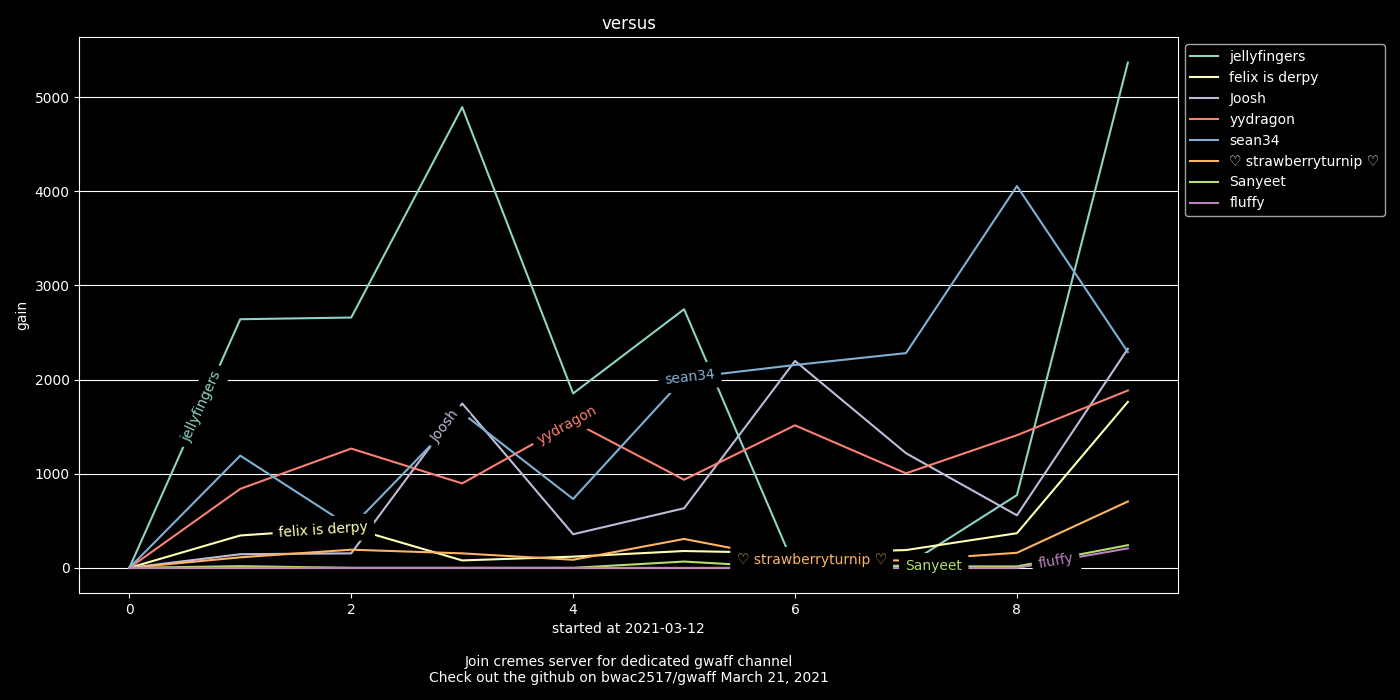 versus
5000
4000
3000
2000
1000
0
gain
0 2 4 6 8
started at 2021-03-12
jellyfingers
felix is derpy
Joosh
yydragon
sean34
♡ strawberryturnip ♡
Sanyeet
fluffy
jellyfingers
felix is derpy
Joosh
yydragon
sean34
♡ strawberryturnip ♡
Sanyeet
fluffy
Join cremes server for dedicated gwaff channel
Check out the github on bwac2517/gwaff March 21, 2021